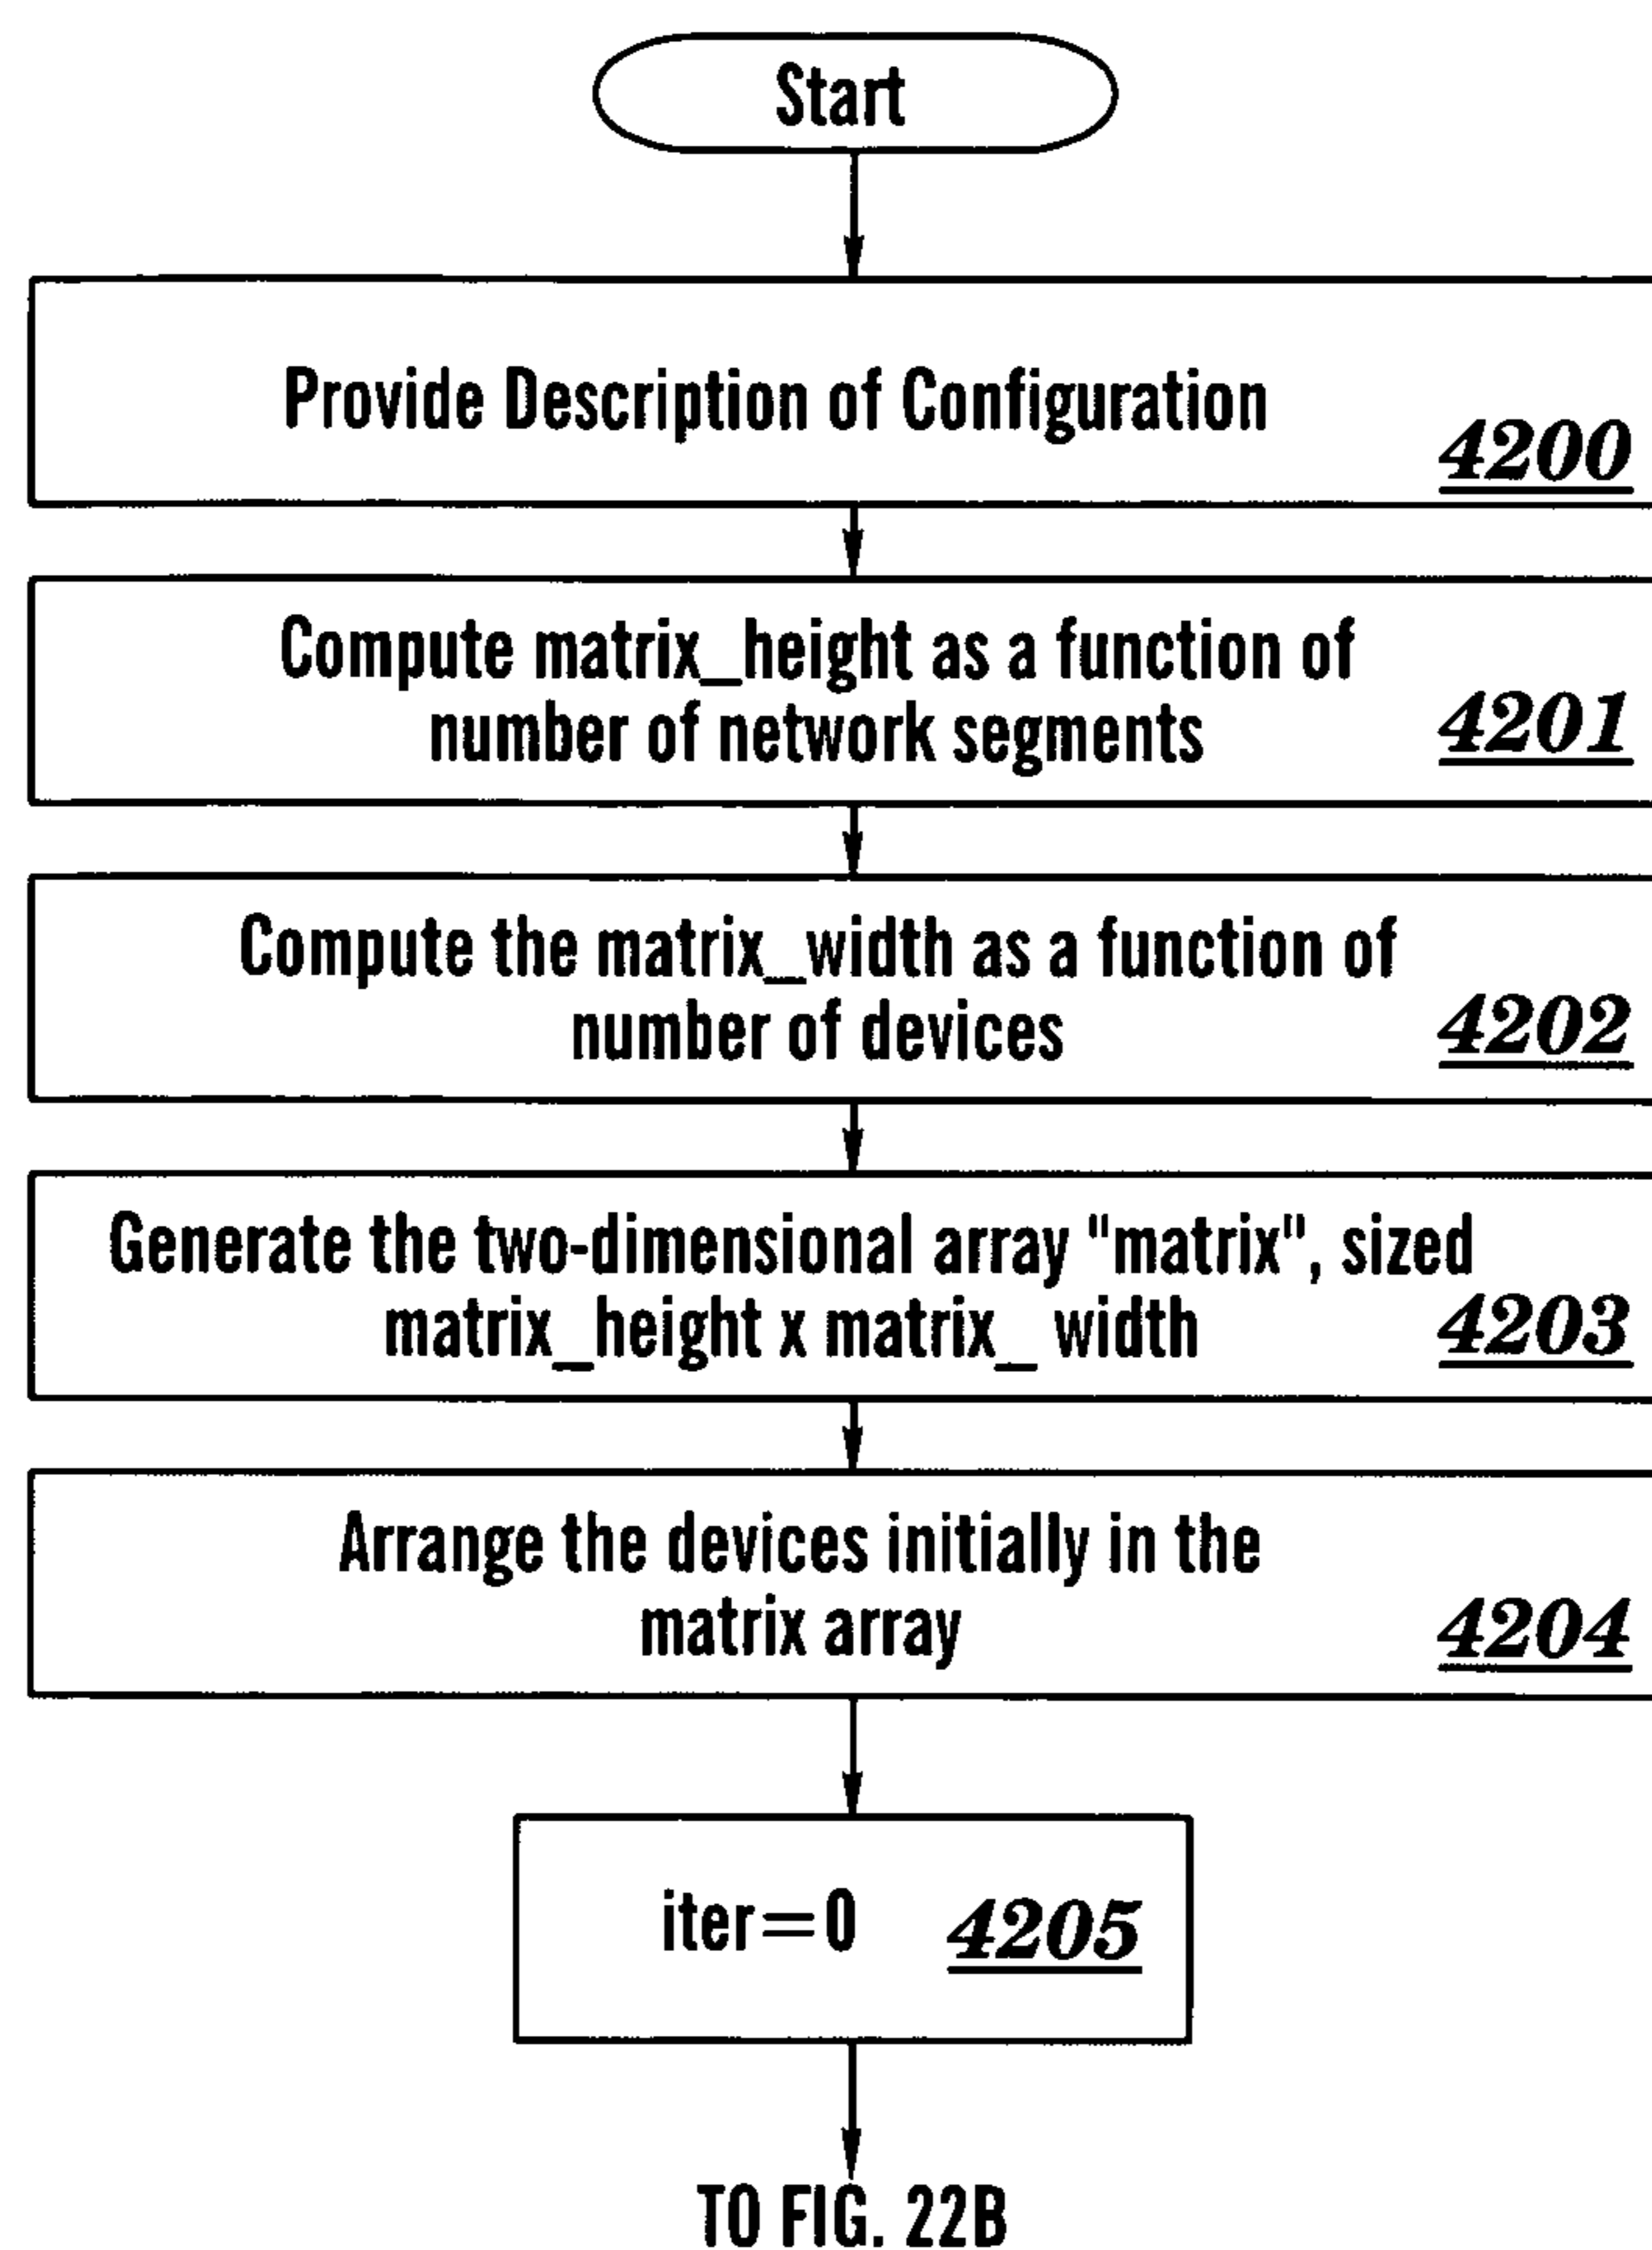 Start
Provide Description of Configuration
4200
Compute matrix_height as a function of
number of network segments
4201
Compute the matrix_width as a function of
number of devices
4202
Generate the two-dimensional array "matrix", sized
matrix_height x matrix_ width
4203
Arrange the devices initially in the
matrix array
4204
iter=0 4205
TO FIG. 22B